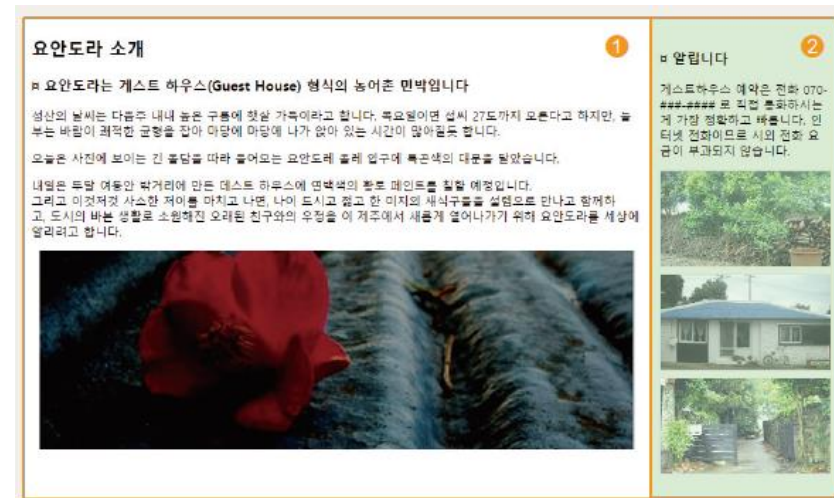 요안도라 소개
1
¤ 요안도라는 게스트 하우스(Guest House) 형식의 농어촌 민박입니다
성산의 날씨는 다음주 내내 높은 구름에 햇살 가득이라고 합니다. 목요일이면 섭씨 27도까지 오른다고 하지만, 늘
부는 바람이 쾌적한 균형을 잡아 마당에 마당에 나가 앉아 있는 시간이 많아질듯 합니다.
오늘은 사진에 보이는 긴 돌담을 따라 들어오는 요안도레 올레 입구에 톡곤색의 대문을 달았습니다.
내일은 두달 여동안 밖거리에 만든 데스트 하우스에 연백색의 황토 페인트를 칠할 예정입니다.
그리고 이것저것 사소한 저이를 마치고 나면, 나이 드시고 젊고 한 미지의 새식구들을 설렘으로 만나고 함께하
고, 도시의 바쁜 생활로 소원해진 오래된 친구와의 우정을 이 제주에서 새롭게 열어나가기 위해 요안도라를 세상에
알리려고 합니다.
2
¤ 알립니다
게스트하우스 예약은 전화 070-
###-#### 로 직접 통화하시는
게 가장 정확하고 빠릅니다. 인
터넷 전화이므로 시외 전화 요
금이 부과되지 않습니다.